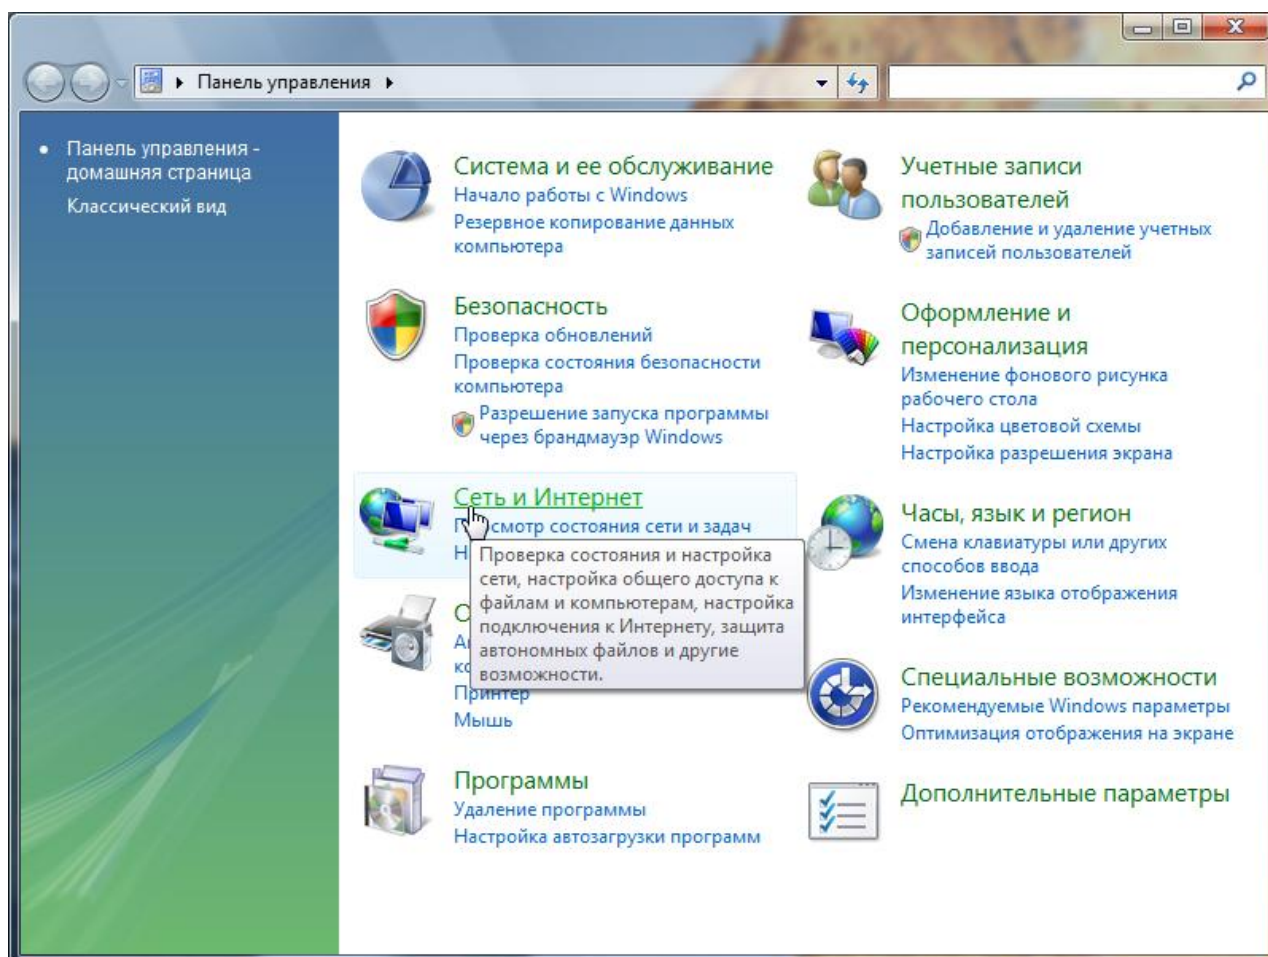 Панель управления
Панель управления -
домашняя страница
Классический вид
Система и ее обслуживание
Начало работы с Windows
Резервное копирование данных
компьютера
Безопасность
Проверка обновлений
Проверка состояния безопасности
компьютера
Разрешение запуска программы
через брандмауэр Windows
Сеть и Интернет
смотр состояния сети и задач
Проверка состояния и настройка
сети, настройка общего доступа к
файлам и компьютерам, настройка
подключения к Интернету, защита
автономных файлов и другие
возможности.
Принтер
Мышь
Программы
Удаление программы
Настройка автозагрузки программ
Учетные записи
пользователей
Добавление и удаление учетных
записей пользователей
Оформление и
персонализация
Изменение фонового рисунка
рабочего стола
Настройка цветовой схемы
Настройка разрешения экрана
Часы, язык и регион
Смена клавиатуры или других
способов ввода
Изменение языка отображения
интерфейса
Специальные возможности
Рекомендуемые Windows параметры
Оптимизация отображения на экране
Дополнительные параметры